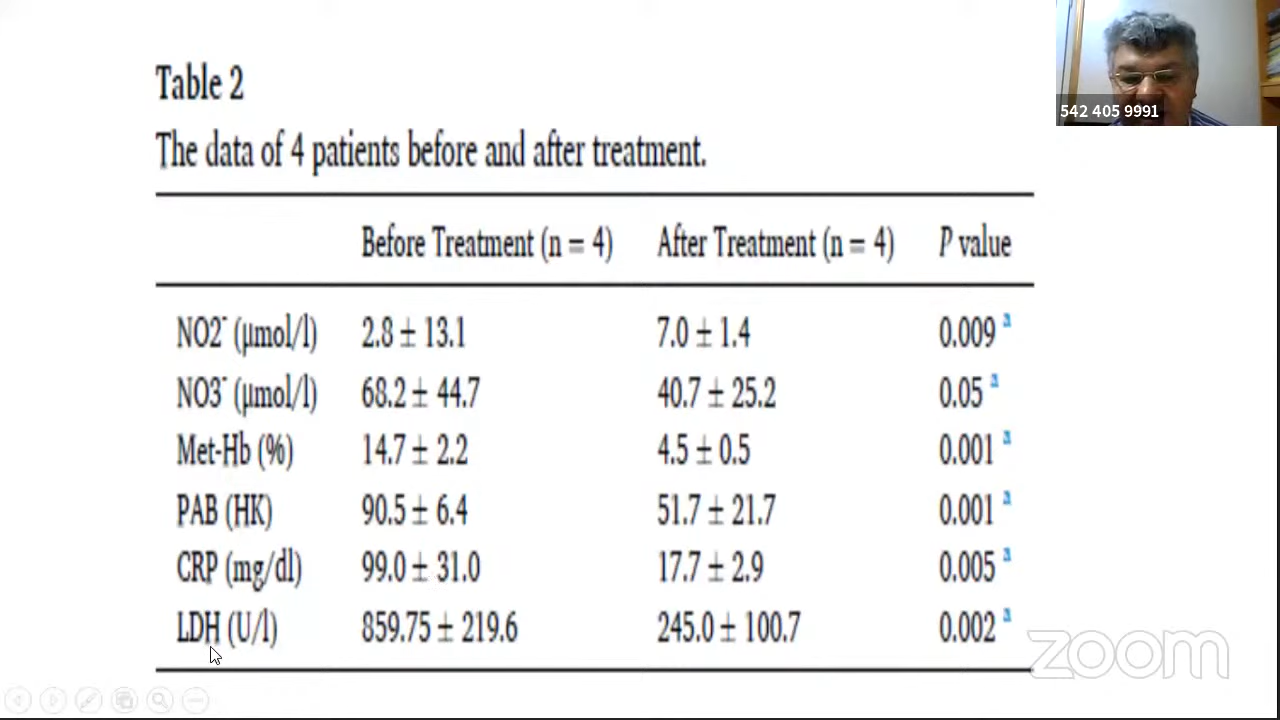 542 405 9991
Table 2
The data of 4 patients before and after treatment.
Before Treatment (n = 4) After Treatment (n = 4) P value
NO2⁻ (μmol/l) 2.8 ± 13.1 7.0 ± 1.4 0.009 ª
NO3⁻ (μmol/l) 68.2 ± 44.7 40.7 ± 25.2 0.05 ª
Met-Hb (%) 14.7 ± 2.2 4.5 ± 0.5 0.001 ª
PAB (HK) 90.5 ± 6.4 51.7 ± 21.7 0.001 ª
CRP (mg/dl) 99.0 ± 31.0 17.7 ± 2.9 0.005 ª
LDH (U/l) 859.75 ± 219.6 245.0 ± 100.7 0.002 ª
zoom